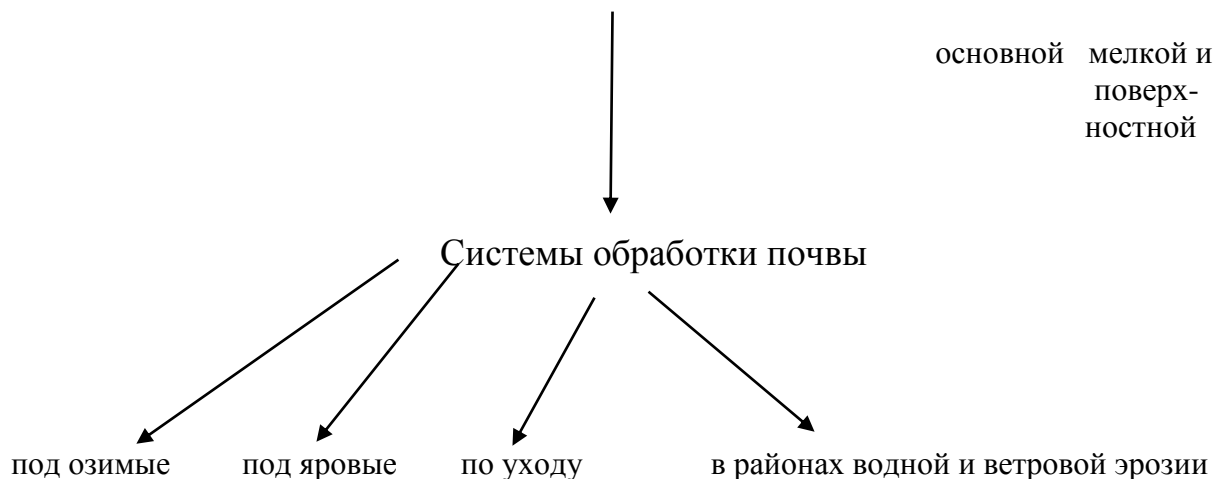 основной мелкой и
поверх-
ностной
Системы обработки почвы
под озимые под яровые по уходу в районах водной и ветровой эрозии